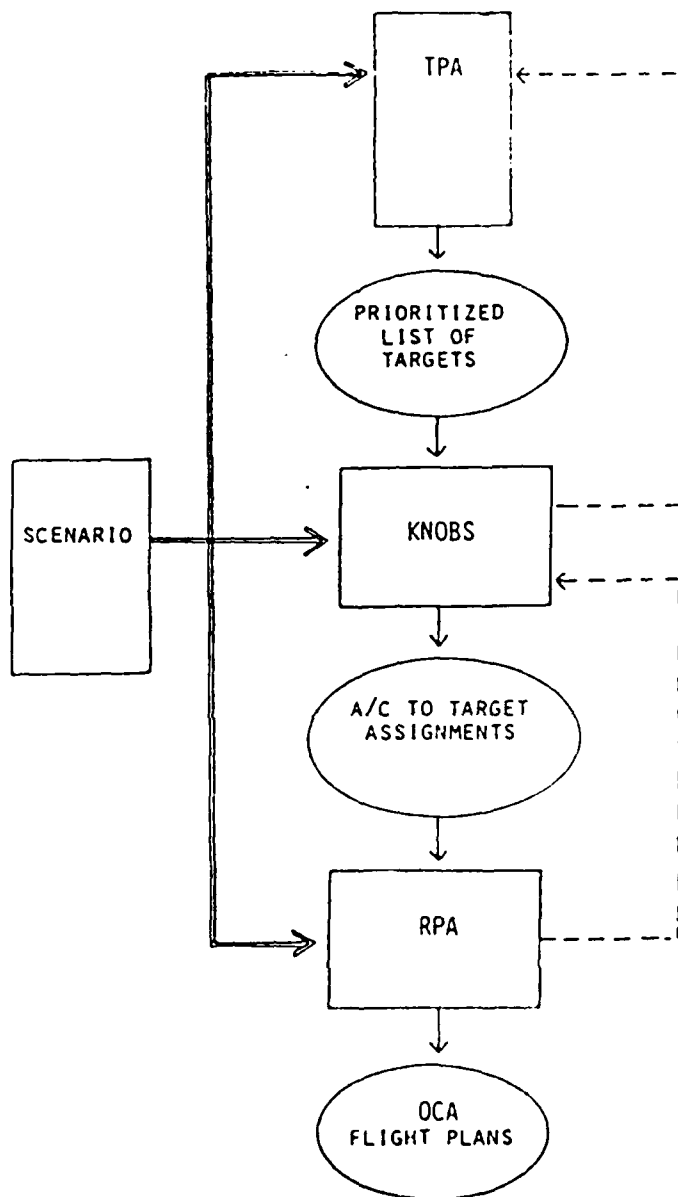 TPA
PRIORITIZED
LIST OF
TARGETS
SCENARIO
KNOBS
A/C TO TARGET
ASSIGNMENTS
RPA
OCA
FLIGHT PLANS